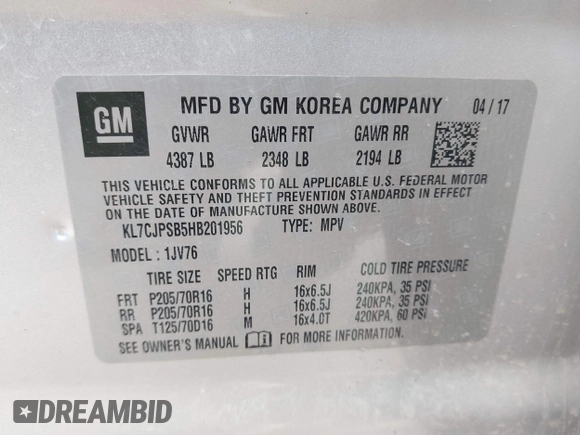 GM
MFD BY GM KOREA COMPANY 04/17
GVWR GAWR FRT GAWR RR
4387 LB 2348 LB 2194 LB
THIS VEHICLE CONFORMS TO ALL APPLICABLE U.S. FEDERAL MOTOR
VEHICLE SAFETY AND THEFT PREVENTION STANDARDS IN EFFECT
ON THE DATE OF MANUFACTURE SHOWN ABOVE.
KL7CJPSB5HB201956 TYPE: MPV
MODEL: 1JV76
TIRE SIZE SPEED RTG RIM COLD TIRE PRESSURE
FRT P205/70R16 H 16x6.5J 240KPA, 35 PSI
RR P205/70R16 H 16x6.5J 240KPA, 35 PSI
SPA T125/70D16 M 16x4.0T 420KPA, 60 PSI
SEE OWNER'S MANUAL FOR MORE INFORMATION.
DREAMBID